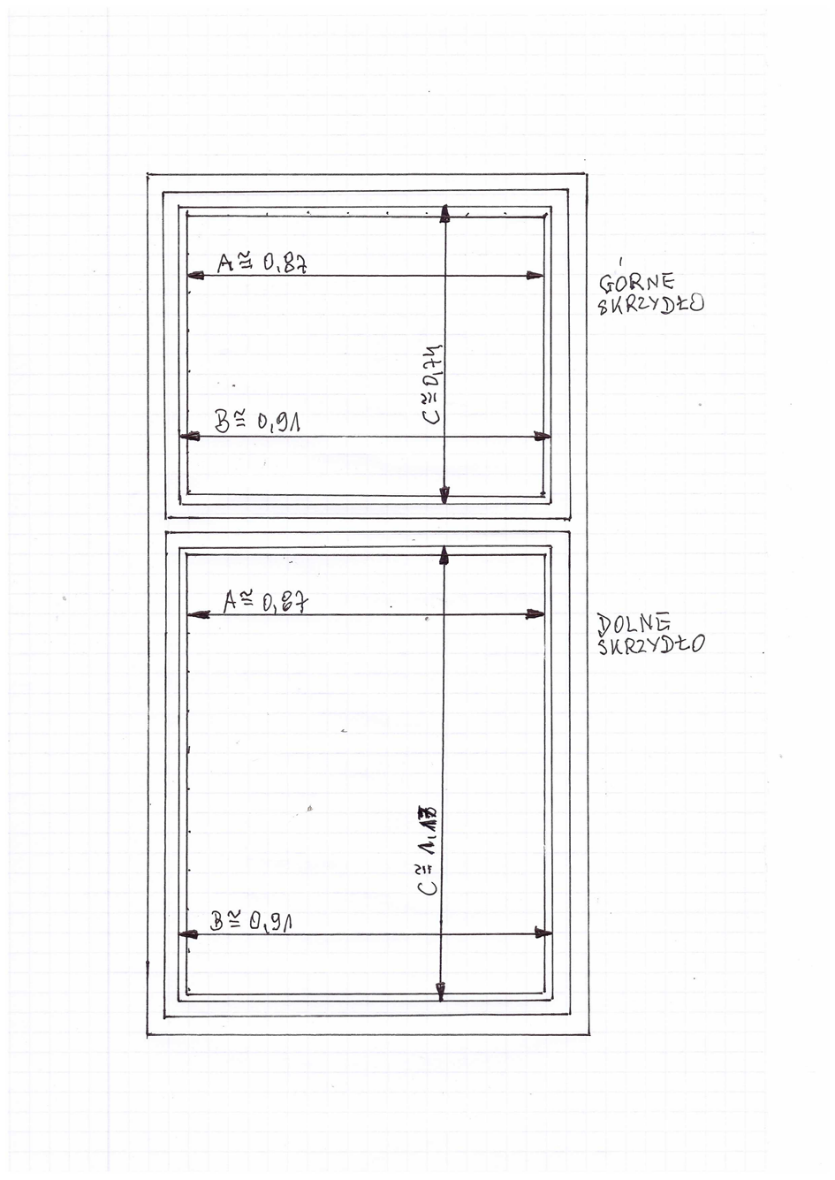 A ≅ 0,87
GÓRNE
SKRZYDŁO
C ≅ 0,74
B ≅ 0,91
A ≅ 0,87
DOLNE
SKRZYDŁO
C ≅
B ≅ 0,91